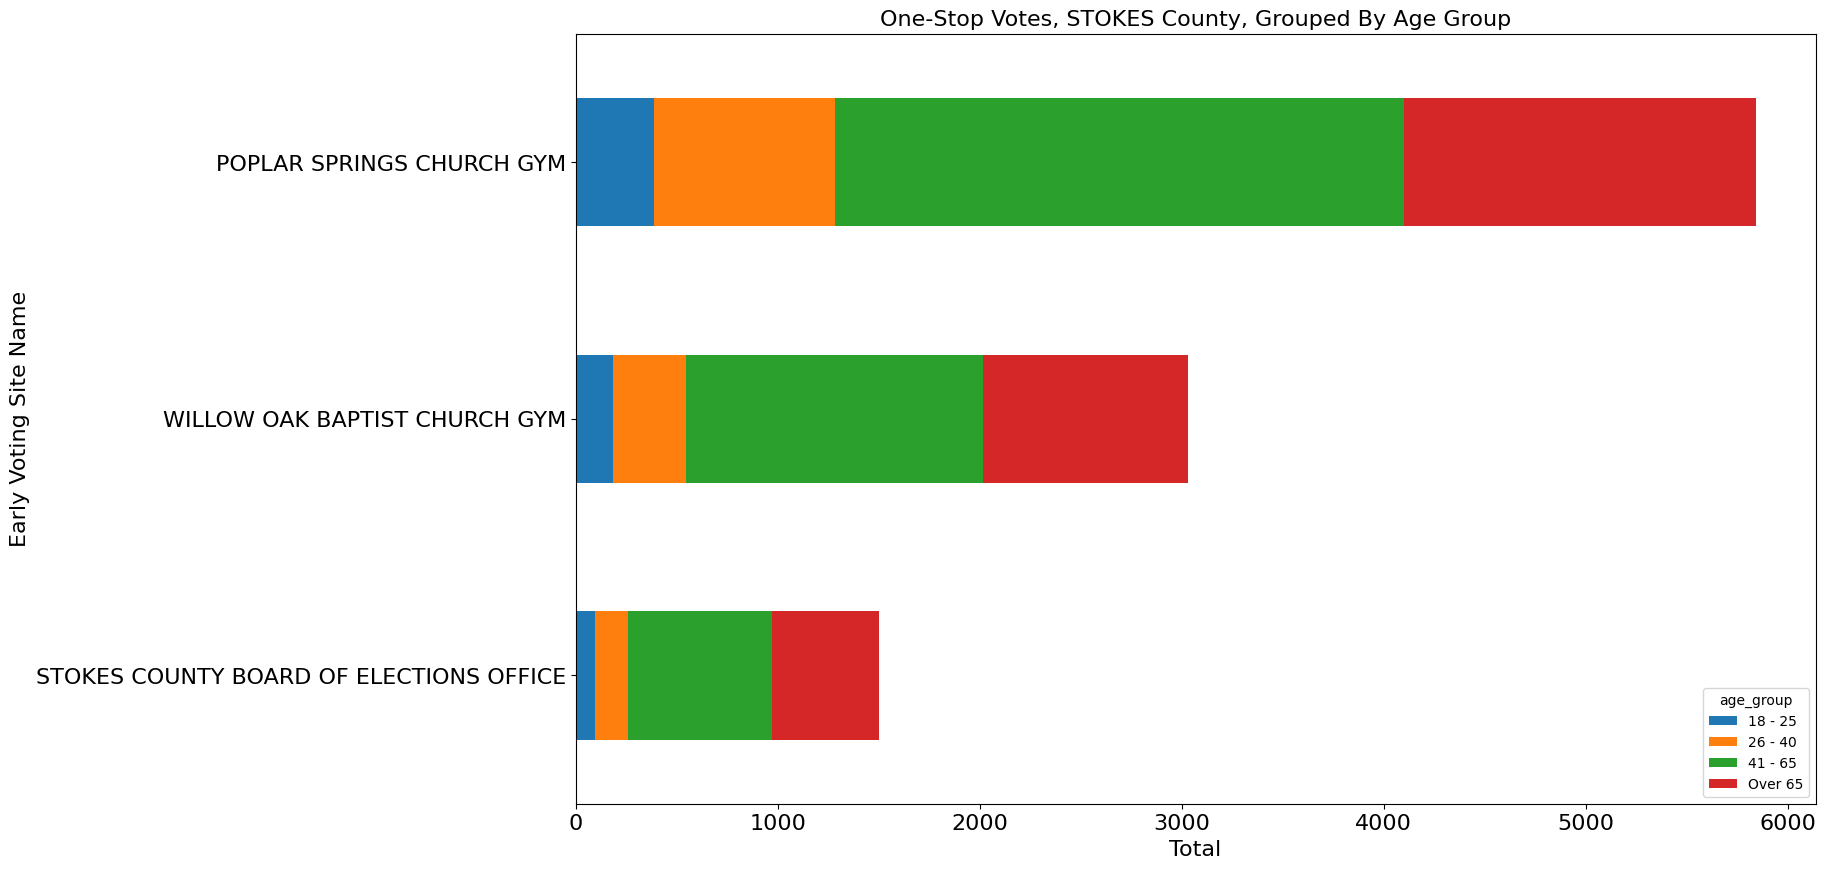 One-Stop Votes, STOKES County, Grouped By Age Group
Early Voting Site Name
POPLAR SPRINGS CHURCH GYM
WILLOW OAK BAPTIST CHURCH GYM
STOKES COUNTY BOARD OF ELECTIONS OFFICE
age_group
18 - 25
26 - 40
41 - 65
Over 65
0 1000 2000 3000 4000 5000 6000
Total